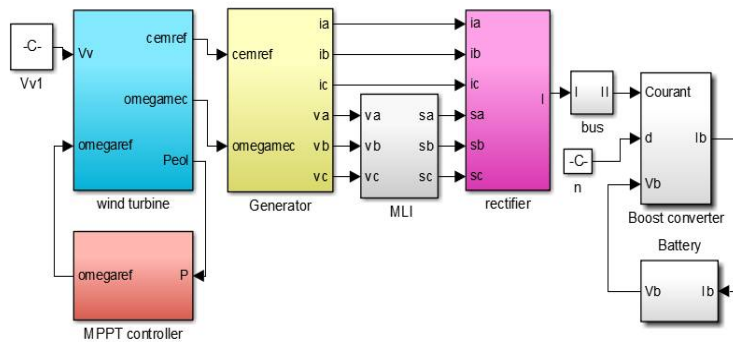 -C-
Vv1
Vv
cemref
omegamec
omegaref
Peol
wind turbine
omegaref
P
MPPT controller
cemref
omegamec
ia
ib
ic
va
vb
vc
Generator
va
vb
vc
sa
sb
sc
MLI
ia
ib
ic
sa
sb
sc
I
rectifier
I
II
bus
-C-
n
Courant
d
Vb
Ib
Boost converter
Battery
Vb
Ib